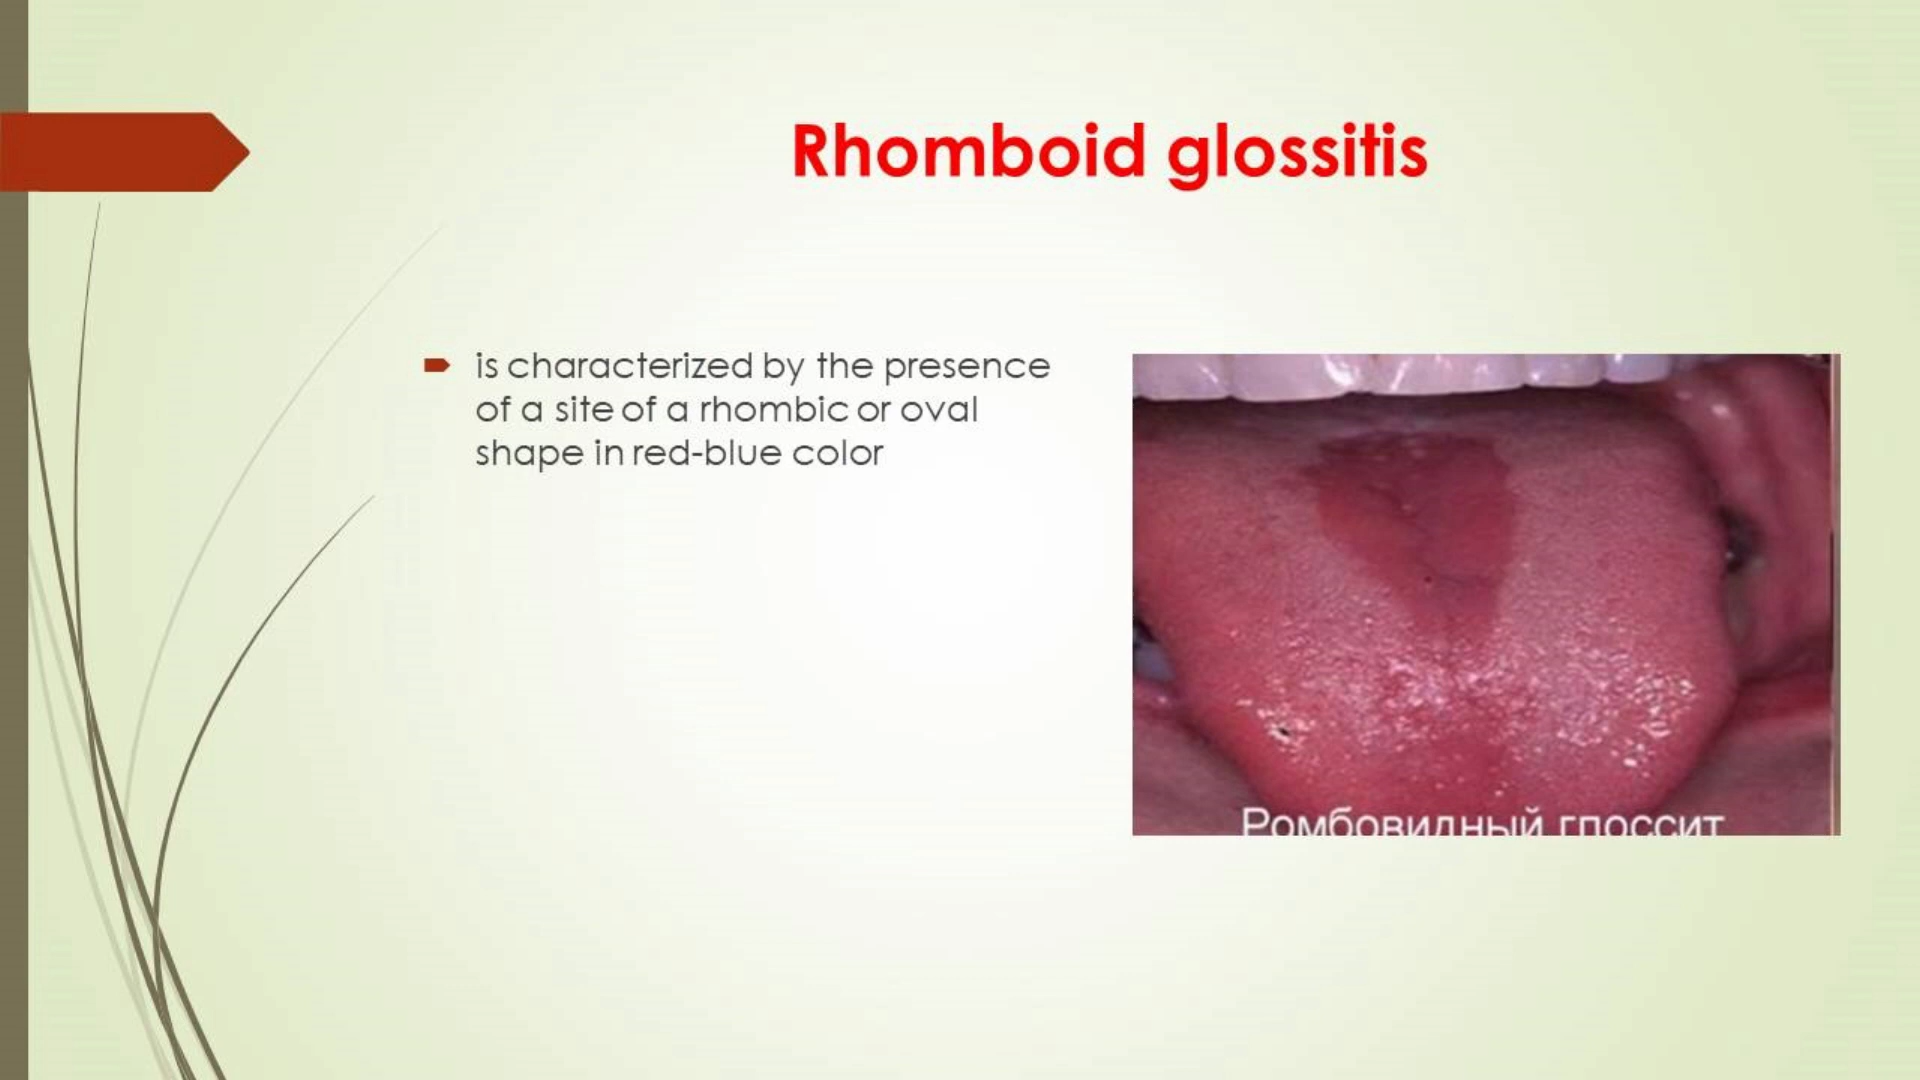 Rhomboid glossitis
is characterized by the presence
of a site of a rhombic or oval
shape in red-blue color
Ромбовидный глоссит